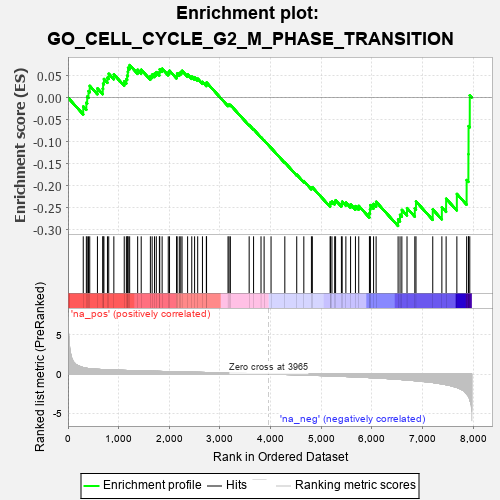 Enrichment plot:
GO_CELL_CYCLE_G2_M_PHASE_TRANSITION
Enrichment score (ES)
0.05
0.00
-0.05
-0.10
-0.15
-0.20
-0.25
-0.30
'na_pos' (positively correlated)
Ranked list metric (PreRanked)
5
0
-5
Zero cross at 3965
'na_neg' (negatively correlated)
0
1,000
2,000
3,000
4,000
5,000
6,000
7,000
8,000
Rank in Ordered Dataset
Enrichment profile
Hits
Ranking metric scores